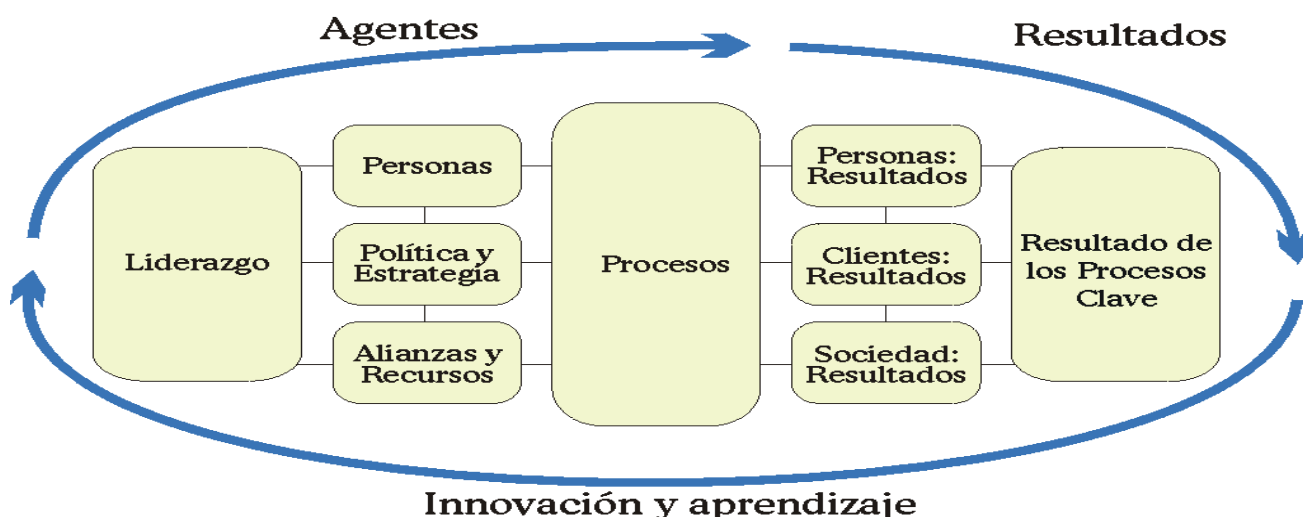 Agentes
Resultados
Liderazgo
Personas
Política y
Estrategía
Alianzas y
Recursos
Procesos
Personas:
Resultados
Clientes:
Resultados
Sociedad:
Resultados
Resultado de
los Procesos
Clave
Innovación y aprendizaje